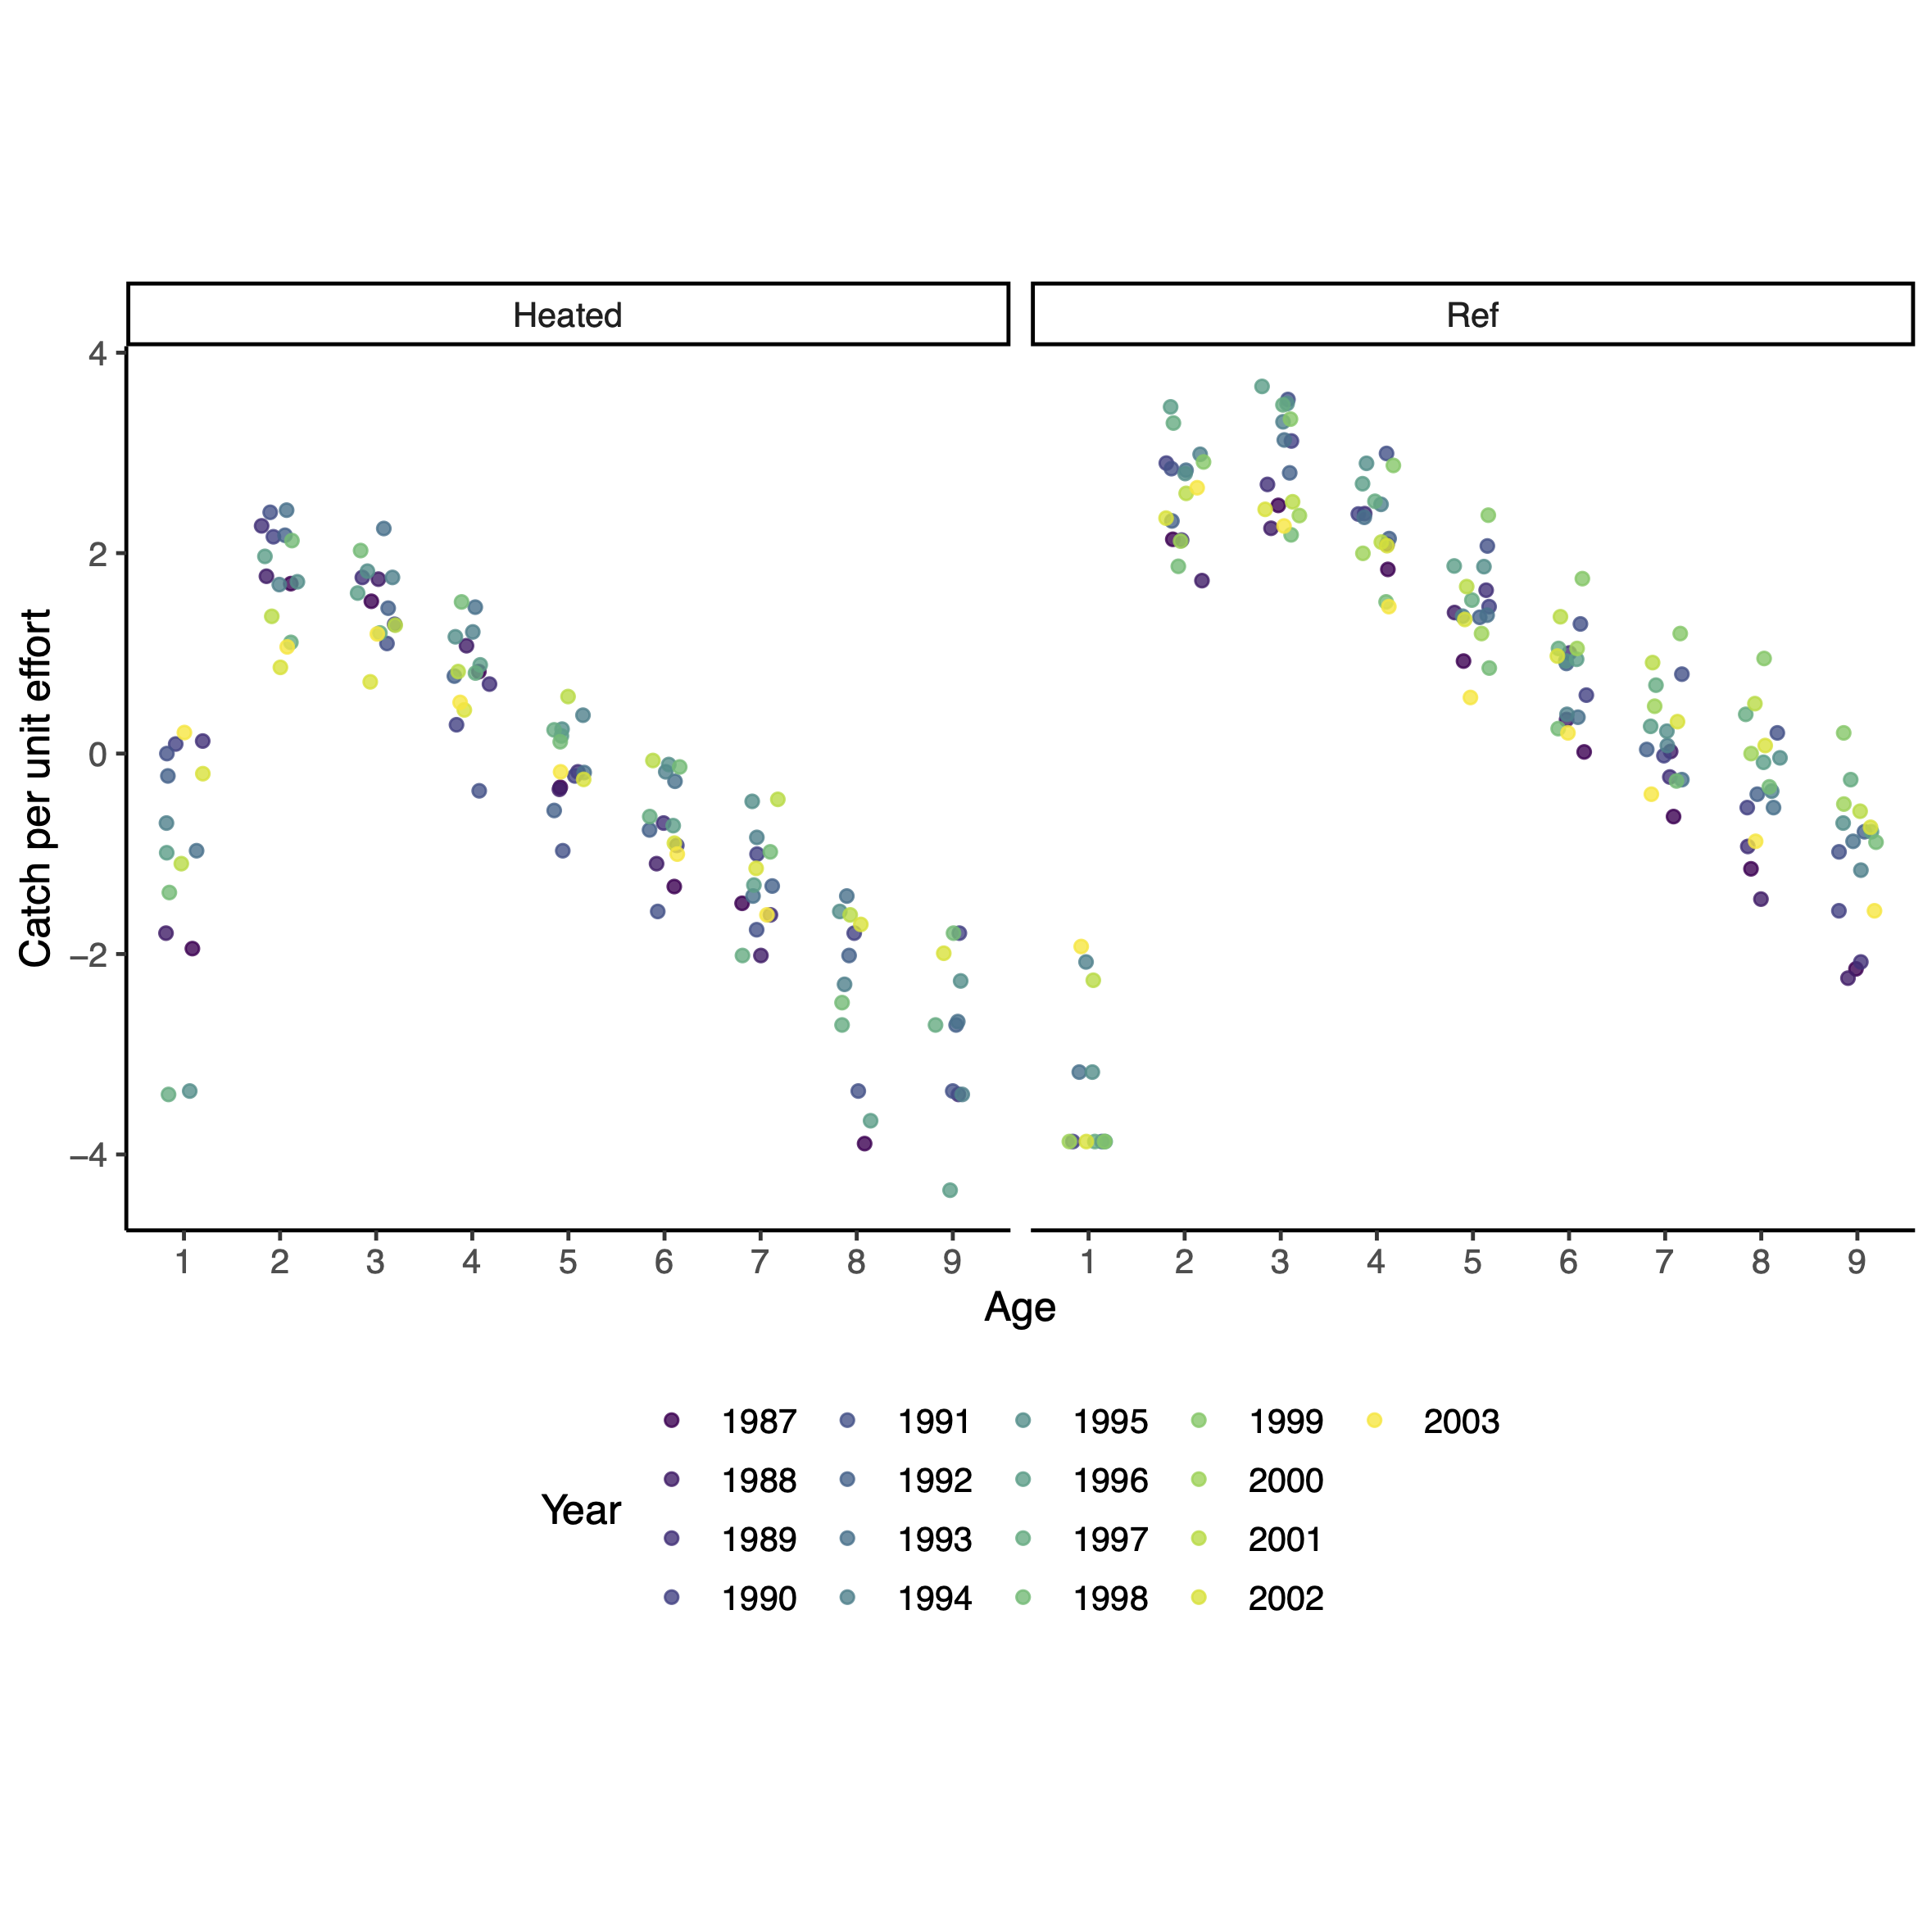 Heated Ref
4
2
0
−2
−4
Catch per unit effort
1 2 3 4 5 6 7 8 9 1 2 3 4 5 6 7 8 9
Age
Year
1987 1991 1995 1999 2003
1988 1992 1996 2000
1989 1993 1997 2001
1990 1994 1998 2002